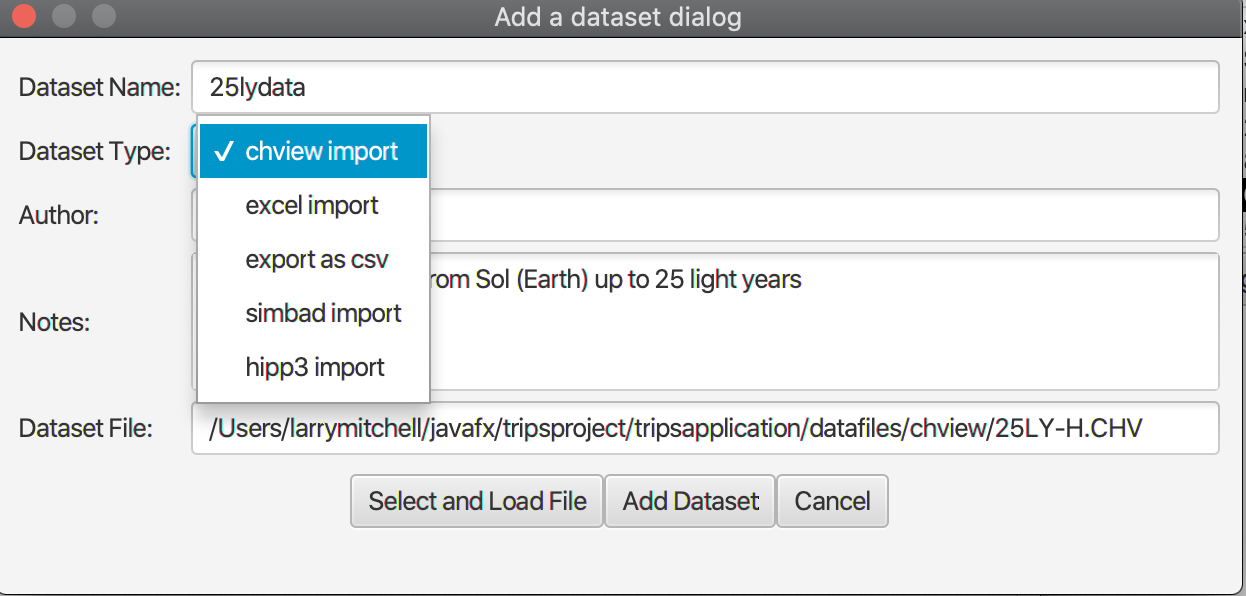 Add a dataset dialog
Dataset Name: 25lydata
Dataset Type: ✓ chview import
excel import
Author:
export as csv
rom Sol (Earth) up to 25 light years
simbad import
Notes:
hipp3 import
Dataset File: /Users/larrymitchell/javafx/tripsproject/tripsapplication/datafiles/chview/25LY-H.CHV
Select and Load File Add Dataset Cancel